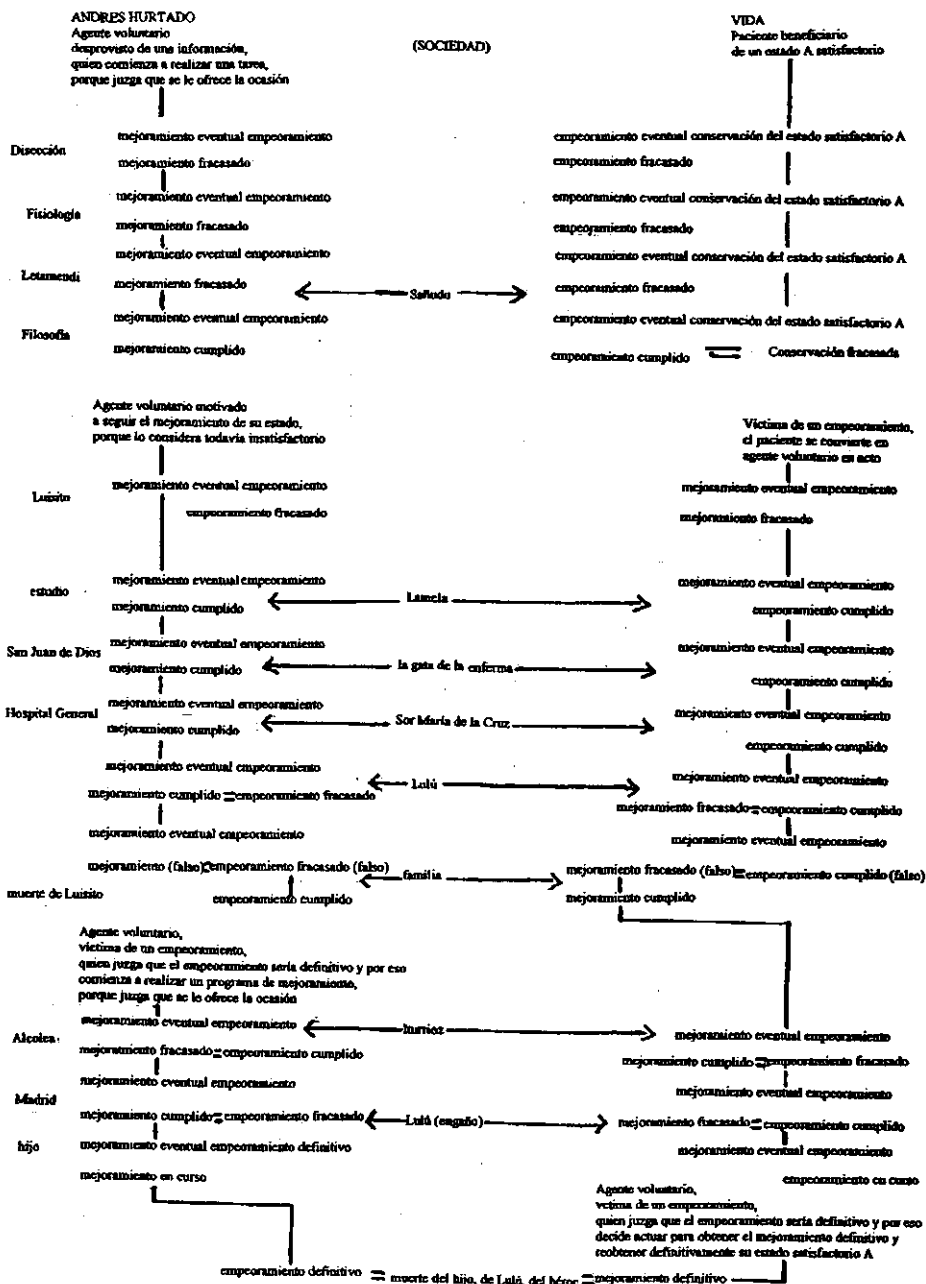 ANDRES HURTADO
Agente voluntario
desprovisto de una información,
quien comienza a realizar una tarea,
porque juzga que se le ofrece la ocasión
(SOCIEDAD)
VIDA
Paciente beneficiario
de un estado A satisfactorio
mejoramiento eventual empeoramiento
empeoramiento eventual conservación del estado satisfactorio A
Disección
mejoramiento fracasado
empeoramiento fracasado
mejoramiento eventual empeoramiento
empeoramiento eventual conservación del estado satisfactorio A
Fisiología
mejoramiento fracasado
empeoramiento fracasado
mejoramiento eventual empeoramiento
empeoramiento eventual conservación del estado satisfactorio A
Letamendi
mejoramiento fracasado
Sañudo
empeoramiento fracasado
mejoramiento eventual empeoramiento
empeoramiento eventual conservación del estado satisfactorio A
Filosofía
mejoramiento cumplido
empeoramiento cumplido = Conservación fracasada
Agente voluntario motivado
a seguir el mejoramiento de su estado,
porque lo considera todavía insatisfactorio
Víctima de un empeoramiento,
el paciente se convierte en
agente voluntario en acto
Luisito
mejoramiento eventual empeoramiento
mejoramiento eventual empeoramiento
empeoramiento fracasado
mejoramiento fracasado
estudio
mejoramiento eventual empeoramiento
mejoramiento eventual empeoramiento
mejoramiento cumplido
Lamela
empeoramiento cumplido
San Juan de Dios
mejoramiento eventual empeoramiento
mejoramiento eventual empeoramiento
mejoramiento cumplido
la gata de la enferma
empeoramiento cumplido
Hospital General
mejoramiento eventual empeoramiento
mejoramiento eventual empeoramiento
mejoramiento cumplido
Sor María de la Cruz
empeoramiento cumplido
mejoramiento eventual empeoramiento
mejoramiento eventual empeoramiento
mejoramiento cumplido = empeoramiento fracasado
Lulú
mejoramiento fracasado = empeoramiento cumplido
mejoramiento eventual empeoramiento
mejoramiento eventual empeoramiento
mejoramiento (falso) = empeoramiento fracasado (falso)
familia
mejoramiento fracasado (falso) = empeoramiento cumplido (falso)
muerte de Luisito
empeoramiento cumplido
mejoramiento cumplido
Agente voluntario,
víctima de un empeoramiento,
quien juzga que el empeoramiento sería definitivo y por eso
comienza a realizar un programa de mejoramiento,
porque juzga que se le ofrece la ocasión
mejoramiento eventual empeoramiento
Iturrioz
mejoramiento eventual empeoramiento
Alcolea
mejoramiento fracasado = empeoramiento cumplido
mejoramiento cumplido = empeoramiento fracasado
mejoramiento eventual empeoramiento
mejoramiento eventual empeoramiento
Madrid
mejoramiento cumplido = empeoramiento fracasado
Lulú (engaño)
mejoramiento fracasado = empeoramiento cumplido
hijo
mejoramiento eventual empeoramiento definitivo
mejoramiento eventual empeoramiento
mejoramiento en curso
empeoramiento en curso
Agente voluntario,
vctima de un empeoramiento,
quien juzga que el empeoramiento sería definitivo y por eso
decide actuar para obtener el mejoramiento definitivo y
reobtener definitivamente su estado satisfactorio A
empeoramiento definitivo = muerte del hijo, de Lulú, del héroe = mejoramiento definitivo